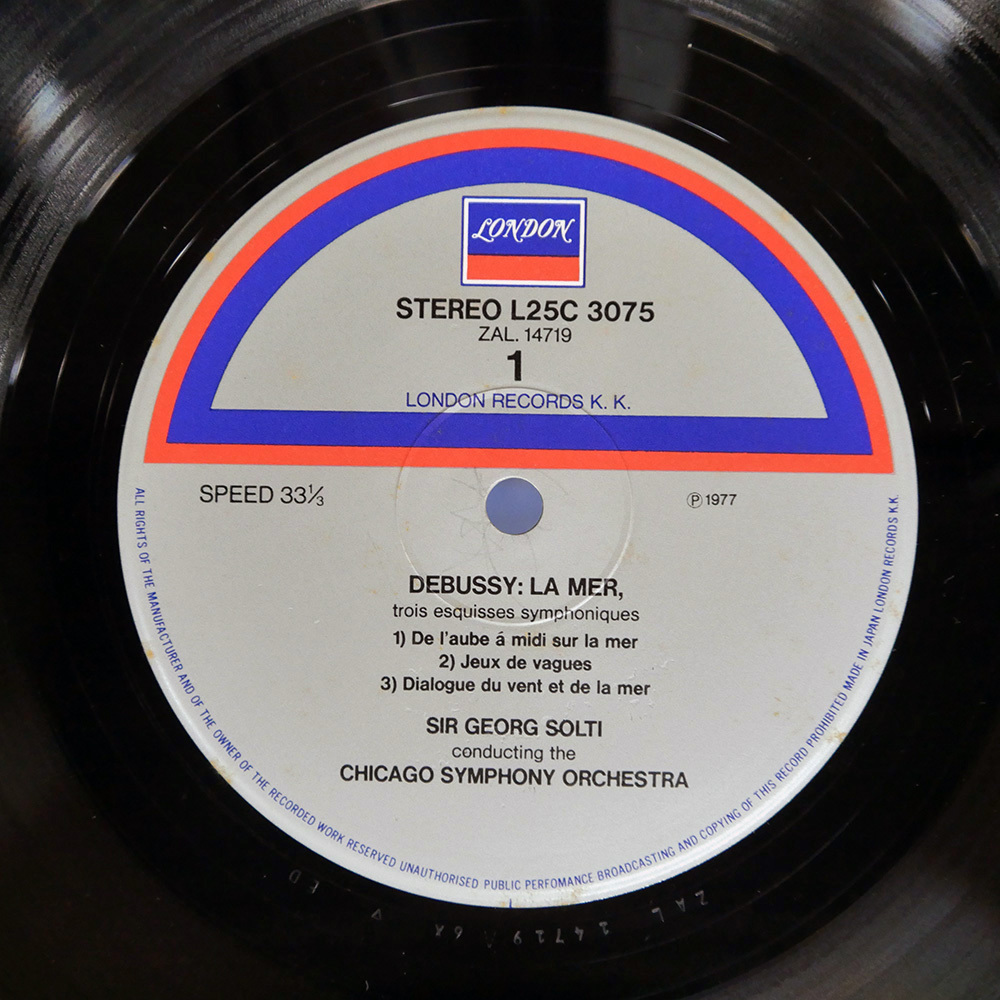 LONDON
STEREO L25C 3075
ZAL. 14719
1
LONDON RECORDS K. K.
SPEED 33⅓
Ⓟ 1977
DEBUSSY: LA MER,
trois esquisses symphoniques
1) De l'aube á midi sur la mer
2) Jeux de vagues
3) Dialogue du vent et de la mer
SIR GEORG SOLTI
conducting the
CHICAGO SYMPHONY ORCHESTRA
ALL RIGHTS OF THE MANUFACTURER AND OF THE OWNER OF THE RECORDED WORK RESERVED UNAUTHORISED PUBLIC PERFOMANCE BROADCASTING AND COPYING OF THIS RECORD PROHIBITED MADE IN JAPAN LONDON RECORDS K.K.
ZAL 14719